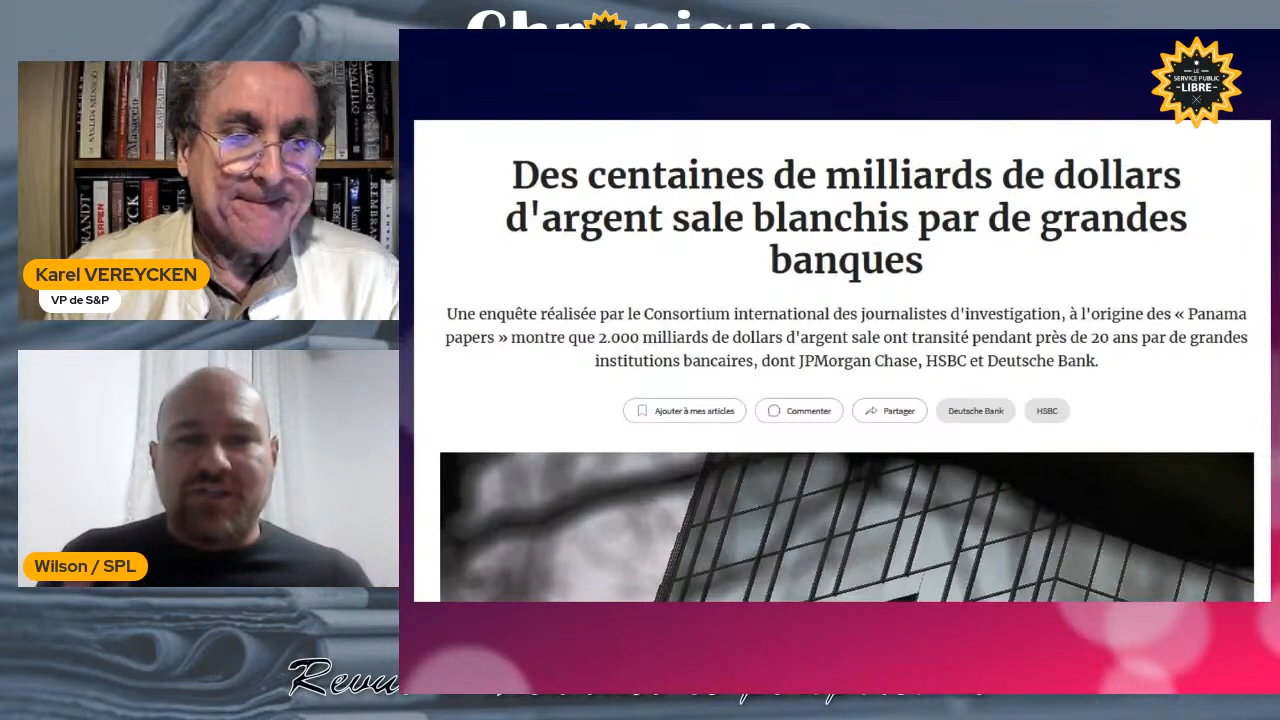 Chronique
LE
SERVICE PUBLIC
-LIBRE-
Des centaines de milliards de dollars
d'argent sale blanchis par de grandes
banques
Une enquête réalisée par le Consortium international des journalistes d'investigation, à l'origine des « Panama
papers » montre que 2.000 milliards de dollars d'argent sale ont transité pendant près de 20 ans par de grandes
institutions bancaires, dont JPMorgan Chase, HSBC et Deutsche Bank.
Ajouter à mes articles
Commenter
Partager
Deutsche Bank
HSBC
Karel VEREYCKEN
VP de S&P
Wilson / SPL
Revu